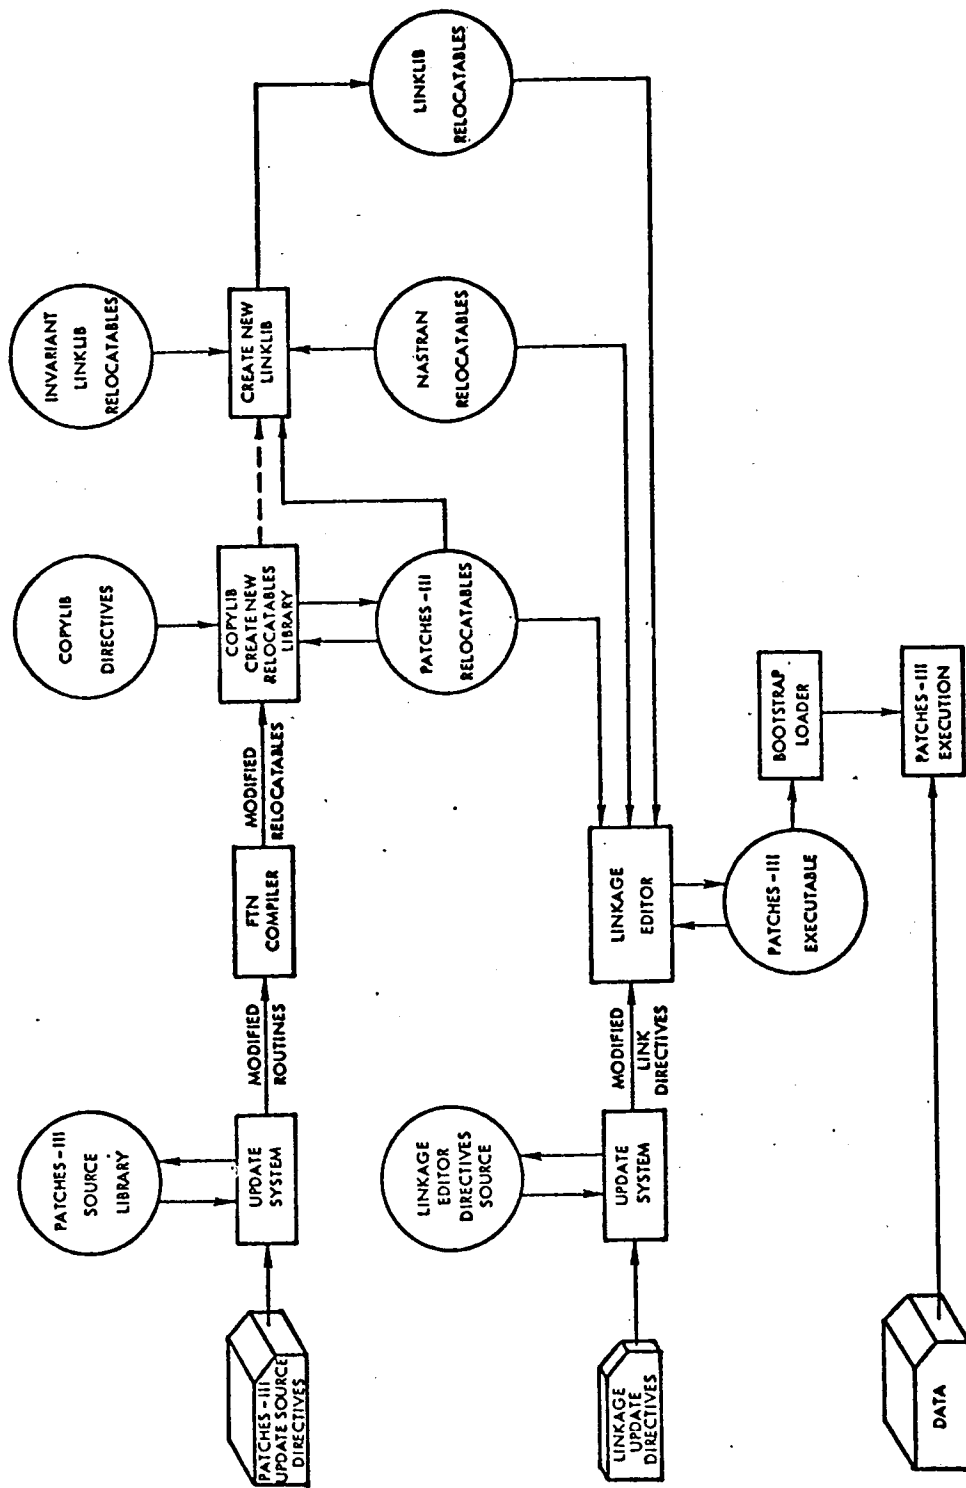 PATCHES-III
UPDATE SOURCE
DIRECTIVES
PATCHES-III
SOURCE
LIBRARY
UPDATE
SYSTEM
MODIFIED
ROUTINES
FTN
COMPILER
MODIFIED
RELOCATABLES
COPYLIB
DIRECTIVES
COPYLIB
CREATE NEW
RELOCATABLES
LIBRARY
PATCHES-III
RELOCATABLES
INVARIANT
LINKLIB
RELOCATABLES
CREATE NEW
LINKLIB
NASTRAN
RELOCATABLES
LINKLIB
RELOCATABLES
LINKAGE
UPDATE
DIRECTIVES
LINKAGE
EDITOR
DIRECTIVES
SOURCE
UPDATE
SYSTEM
MODIFIED
LINK
DIRECTIVES
LINKAGE
EDITOR
PATCHES-III
EXECUTABLE
BOOTSTRAP
LOADER
DATA
PATCHES-III
EXECUTION